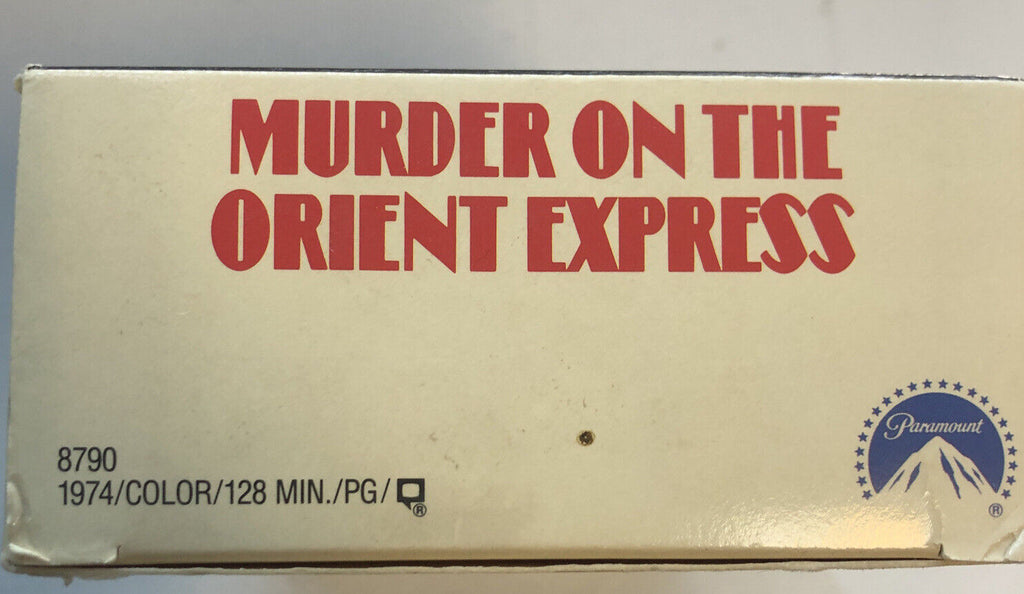 MURDER ON THE
ORIENT EXPRESS
8790
1974/COLOR/128 MIN./PG/
®
Paramount
®